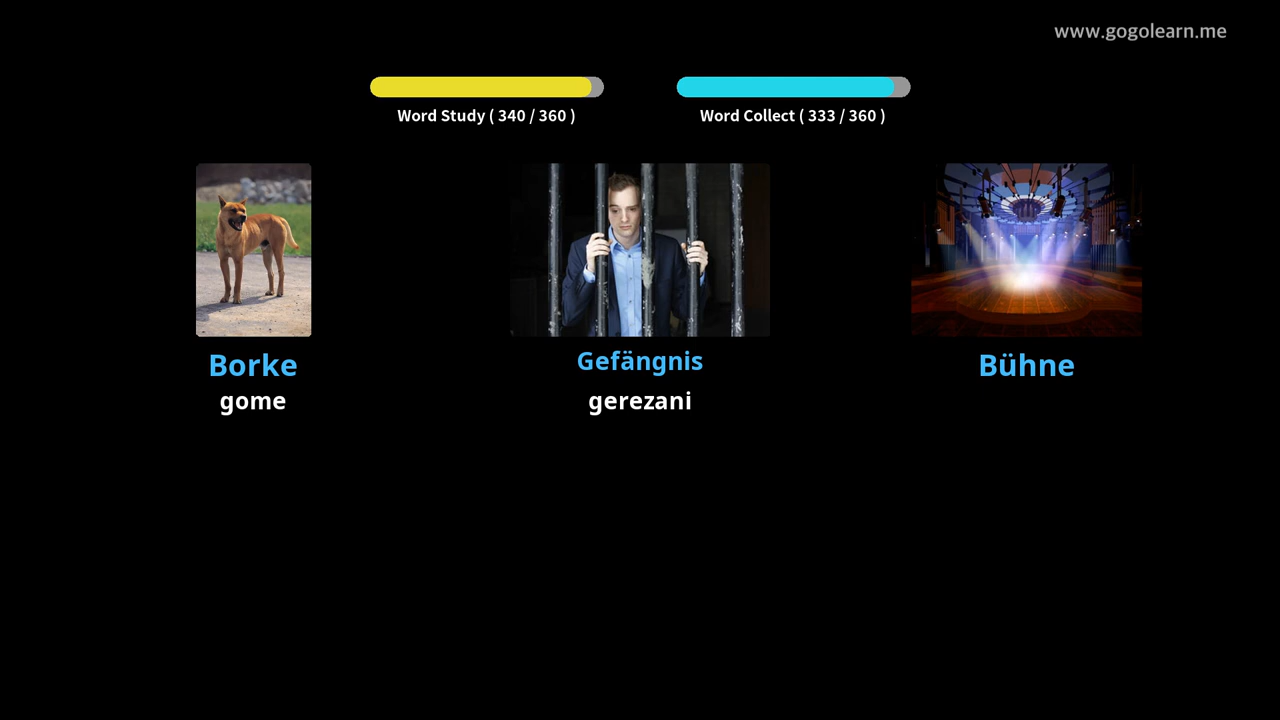 www.gogolearn.me
Word Study ( 340 / 360 )
Word Collect ( 333 / 360 )
Borke
gome
Gefängnis
gerezani
Bühne